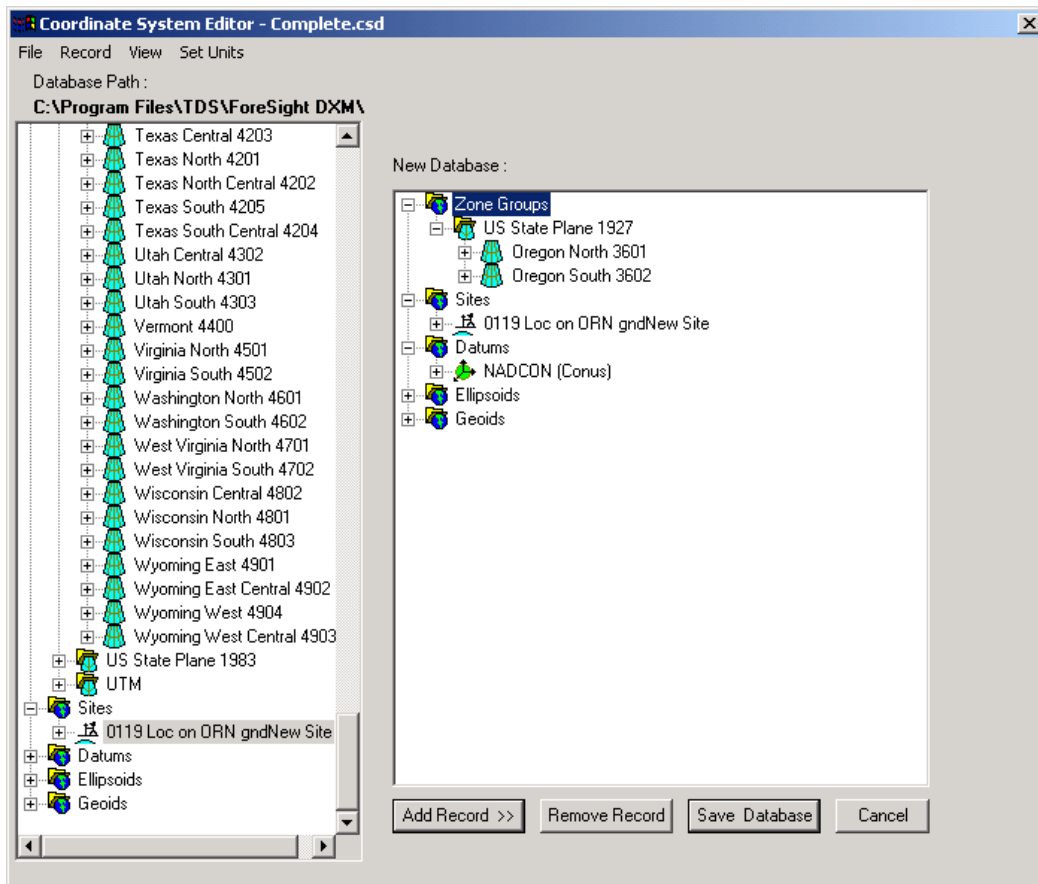 Coordinate System Editor - Complete.csd
File Record View Set Units
Database Path :
C:\Program Files\TDS\ForeSight DXM\
Texas Central 4203
Texas North 4201
Texas North Central 4202
Texas South 4205
Texas South Central 4204
Utah Central 4302
Utah North 4301
Utah South 4303
Vermont 4400
Virginia North 4501
Virginia South 4502
Washington North 4601
Washington South 4602
West Virginia North 4701
West Virginia South 4702
Wisconsin Central 4802
Wisconsin North 4801
Wisconsin South 4803
Wyoming East 4901
Wyoming East Central 4902
Wyoming West 4904
Wyoming West Central 4903
US State Plane 1983
UTM
Sites
0119 Loc on ORN gndNew Site
Datums
Ellipsoids
Geoids
New Database :
Zone Groups
US State Plane 1927
Oregon North 3601
Oregon South 3602
Sites
0119 Loc on ORN gndNew Site
Datums
NADCON (Conus)
Ellipsoids
Geoids
Add Record >> Remove Record Save Database Cancel